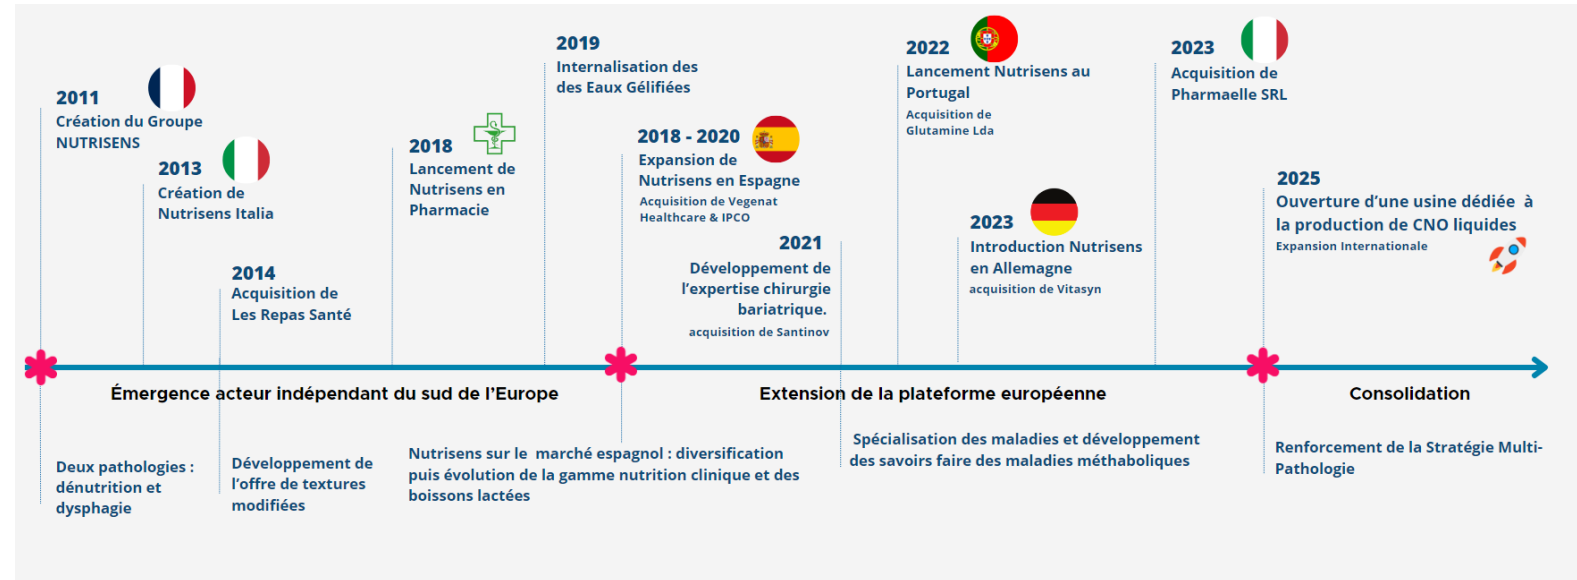 2011
Création du Groupe
NUTRISENS
2013
Création de
Nutrisens Italia
2014
Acquisition de
Les Repas Santé
2018
Lancement de
Nutrisens en
Pharmacie
2019
Internalisation des
des Eaux Gélifiées
2018 - 2020
Expansion de
Nutrisens en Espagne
Acquisition de Vegenat
Healthcare & IPCO
2021
Développement de
l’expertise chirurgie
bariatrique.
acquisition de Santinov
2022
Lancement Nutrisens au
Portugal
Acquisition de
Glutamine Lda
2023
Introduction Nutrisens
en Allemagne
acquisition de Vitasyn
2023
Acquisition de
Pharmaelle SRL
2025
Ouverture d’une usine dédiée à
la production de CNO liquides
Expansion Internationale
Émergence acteur indépendant du sud de l’Europe
Extension de la plateforme européenne
Consolidation
Deux pathologies :
dénutrition et
dysphagie
Développement de
l’offre de textures
modifiées
Nutrisens sur le marché espagnol : diversification
puis évolution de la gamme nutrition clinique et des
boissons lactées
Spécialisation des maladies et développement
des savoirs faire des maladies méthaboliques
Renforcement de la Stratégie Multi-
Pathologie